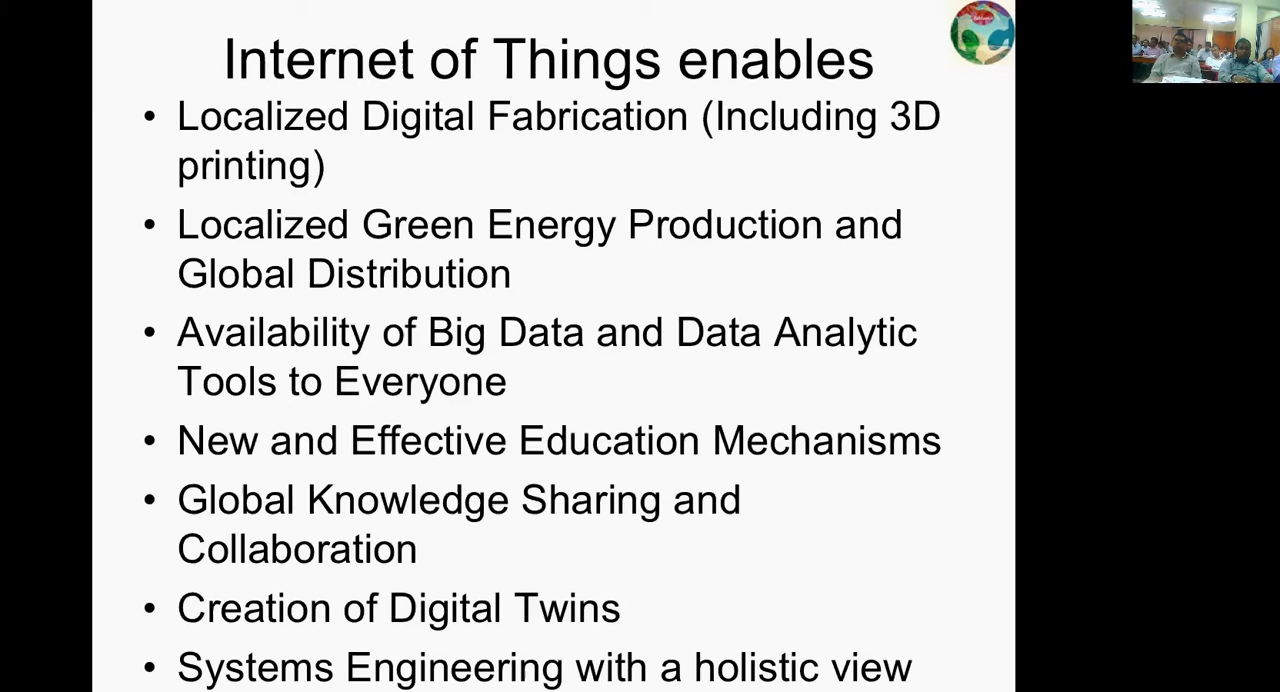 Internet of Things enables
• Localized Digital Fabrication (Including 3D
printing)
• Localized Green Energy Production and
Global Distribution
• Availability of Big Data and Data Analytic
Tools to Everyone
• New and Effective Education Mechanisms
• Global Knowledge Sharing and
Collaboration
• Creation of Digital Twins
• Systems Engineering with a holistic view